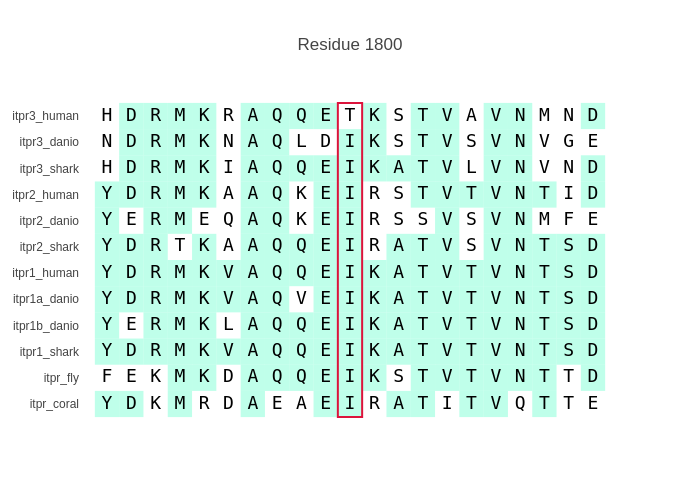 Residue 1800
itpr3_human H D R M K R A Q Q E T K S T V A V N M N D
itpr3_danio N D R M K N A Q L D I K S T V S V N V G E
itpr3_shark H D R M K I A Q Q E I K A T V L V N V N D
itpr2_human Y D R M K A A Q K E I R S T V T V N T I D
itpr2_danio Y E R M E Q A Q K E I R S S V S V N M F E
itpr2_shark Y D R T K A A Q Q E I R A T V S V N T S D
itpr1_human Y D R M K V A Q Q E I K A T V T V N T S D
itpr1a_danio Y D R M K V A Q V E I K A T V T V N T S D
itpr1b_danio Y E R M K L A Q Q E I K A T V T V N T S D
itpr1_shark Y D R M K V A Q Q E I K A T V T V N T S D
itpr_fly F E K M K D A Q Q E I K S T V T V N T T D
itpr_coral Y D K M R D A E A E I R A T I T V Q T T E